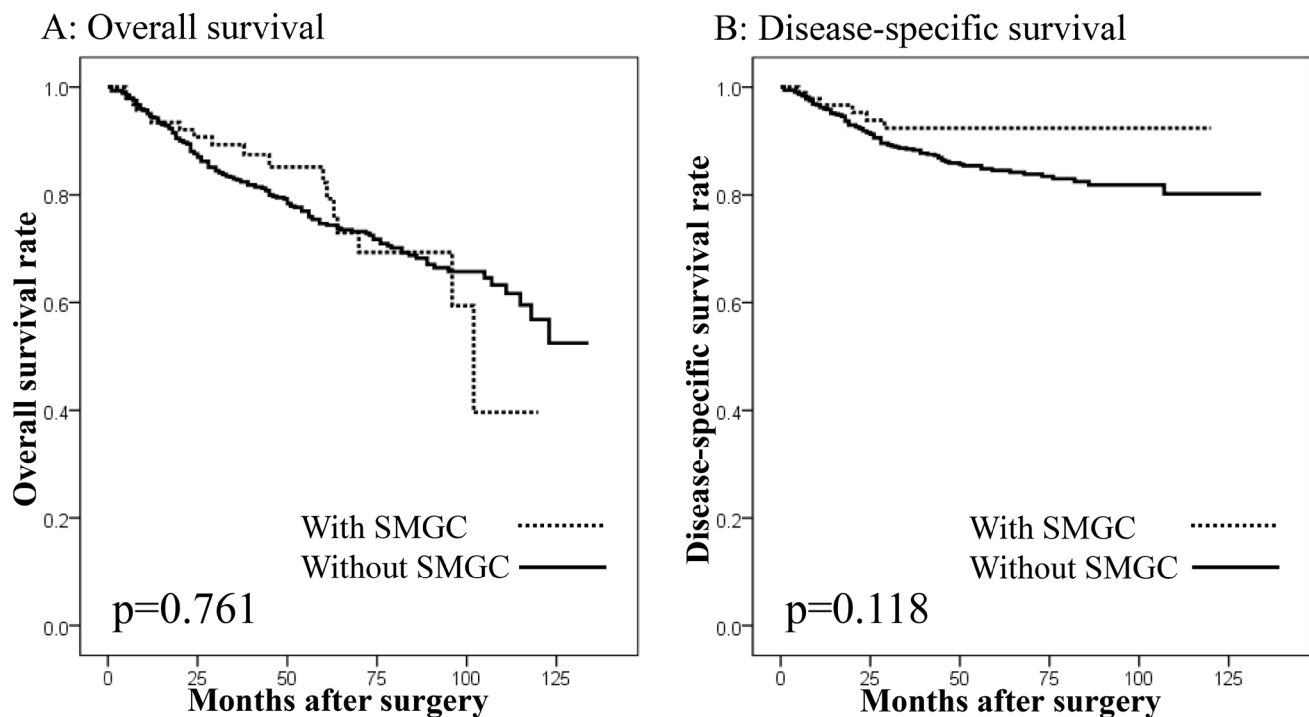 A: Overall survival
Overall survival rate
1.0
0.8
0.6
0.4
0.2
0.0
With SMGC
Without SMGC
p=0.761
0 25 50 75 100 125
Months after surgery
B: Disease-specific survival
Disease-specific survival rate
1.0
0.8
0.6
0.4
0.2
0.0
With SMGC
Without SMGC
p=0.118
0 25 50 75 100 125
Months after surgery